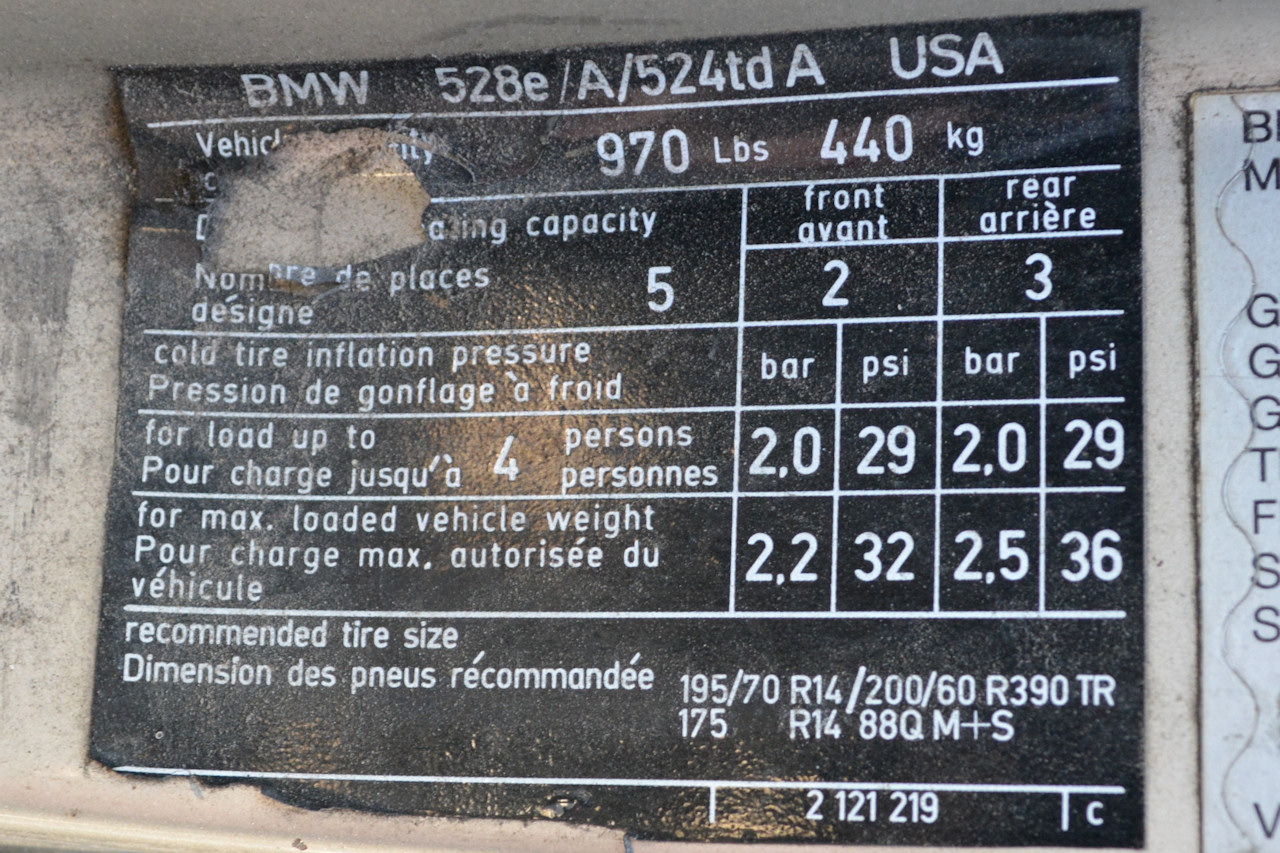 BMW 528e/A/524td A USA
970 Lbs 440 kg
front rear
avant arrière
capacity
de places 5 2 3
désigne
cold tire inflation pressure bar psi bar psi
Pression de gonflage à froid
for load up to 4 persons 2,0 29 2,0 29
Pour charge jusqu'à personnes
for max. loaded vehicle weight
Pour charge max. autorisée du 2,2 32 2,5 36
véhicule
recommended tire size
Dimension des pneus récommandée 195/70 R14/200/60 R390 TR
175 R14 88Q M+S
2 121 219 c